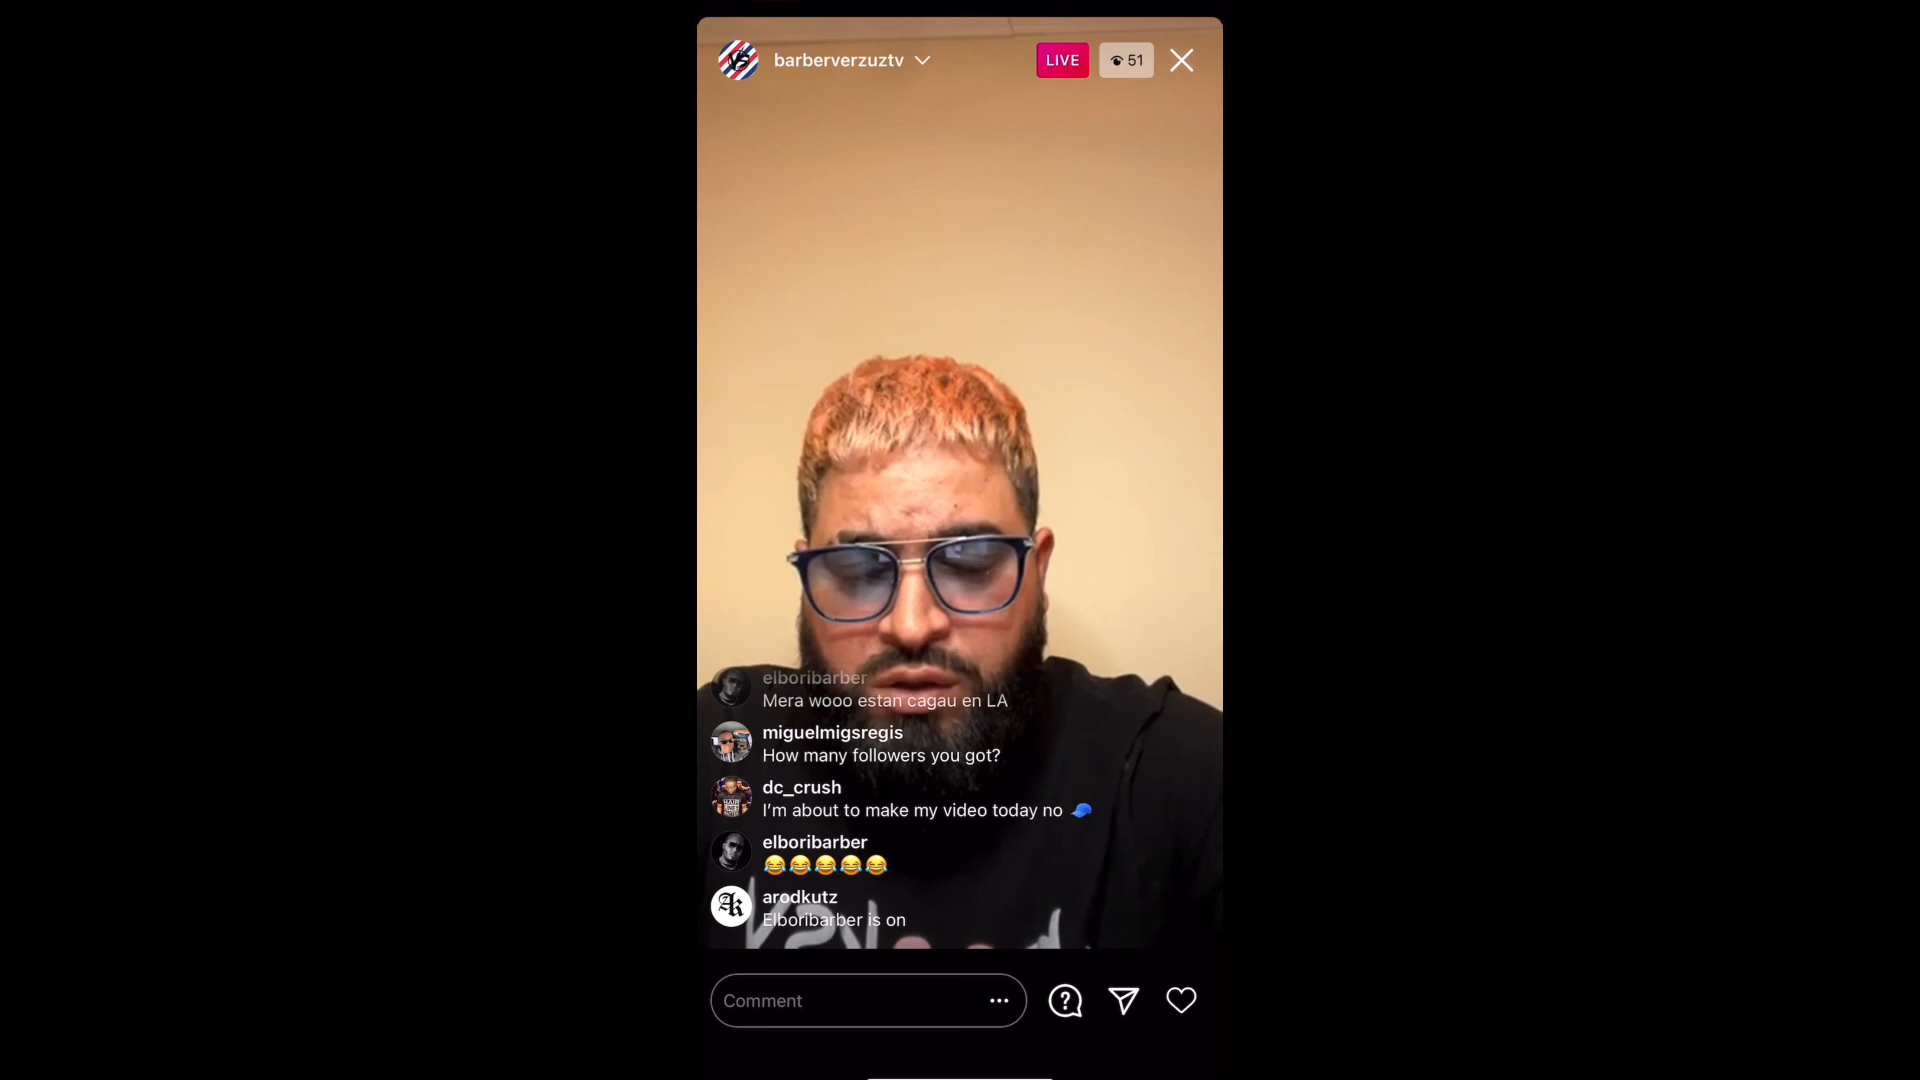 barberverzuztv
LIVE
51
elboribarber
Mera wooo estan cagau en LA
miguelmigsregis
How many followers you got?
dc_crush
I'm about to make my video today no 🧢
elboribarber
😂😂😂😂😂
arodkutz
Elboribarber is on
Comment